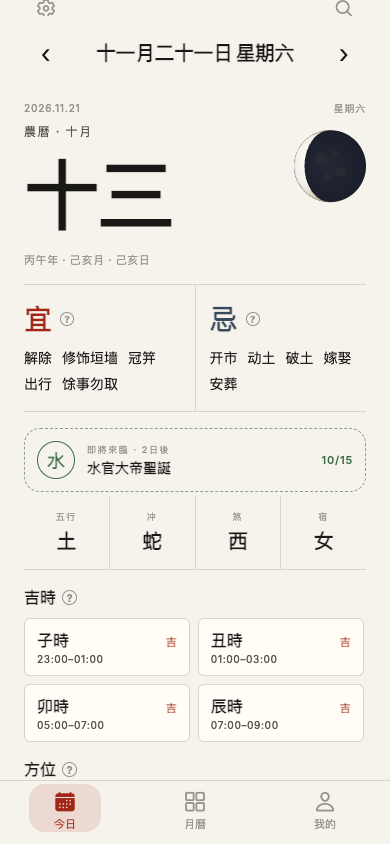 ‹ 十一月二十一日 星期六 ›
2026.11.21 星期六
農曆 · 十月
十三
丙午年 · 己亥月 · 己亥日
宜 ?
解除 修饰垣墙 冠笄
出行 馀事勿取
忌 ?
开市 动土 破土 嫁娶
安葬
水
即將來臨 · 2日後
水官大帝聖誕
10/15
五行 冲 煞 宿
土 蛇 西 女
吉時 ?
子時 吉
23:00–01:00
丑時 吉
01:00–03:00
卯時 吉
05:00–07:00
辰時 吉
07:00–09:00
方位 ?
今日 月曆 我的